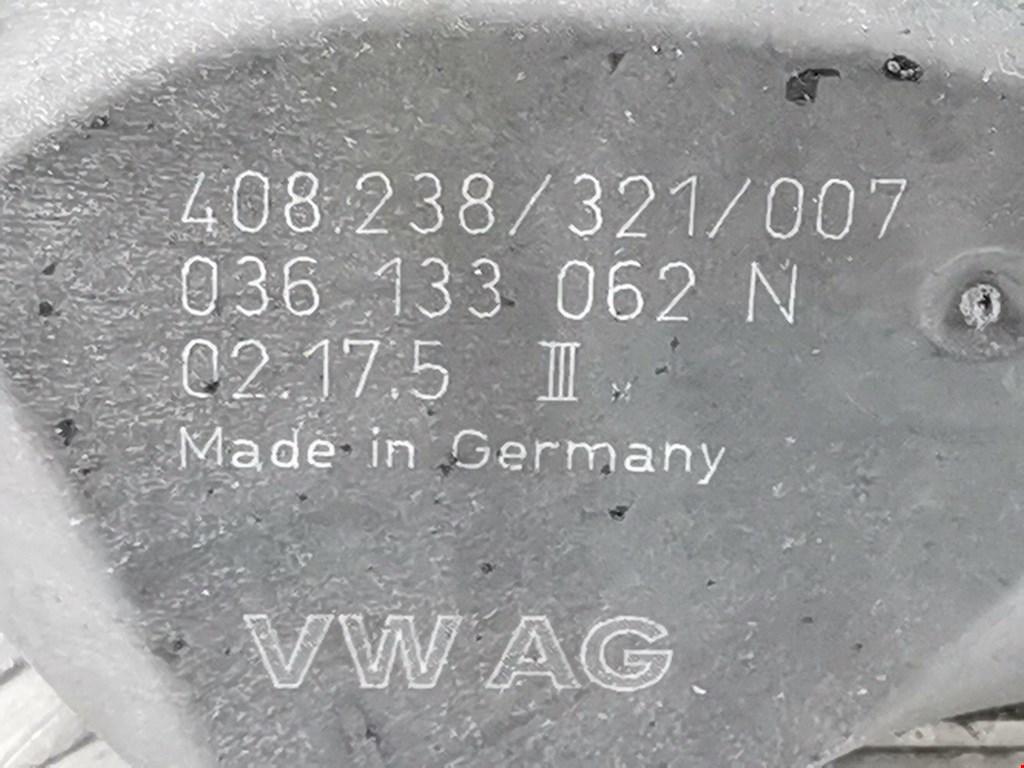 408.238/321/007
036 133 062 N
02.17.5 III
Made in Germany
VW AG